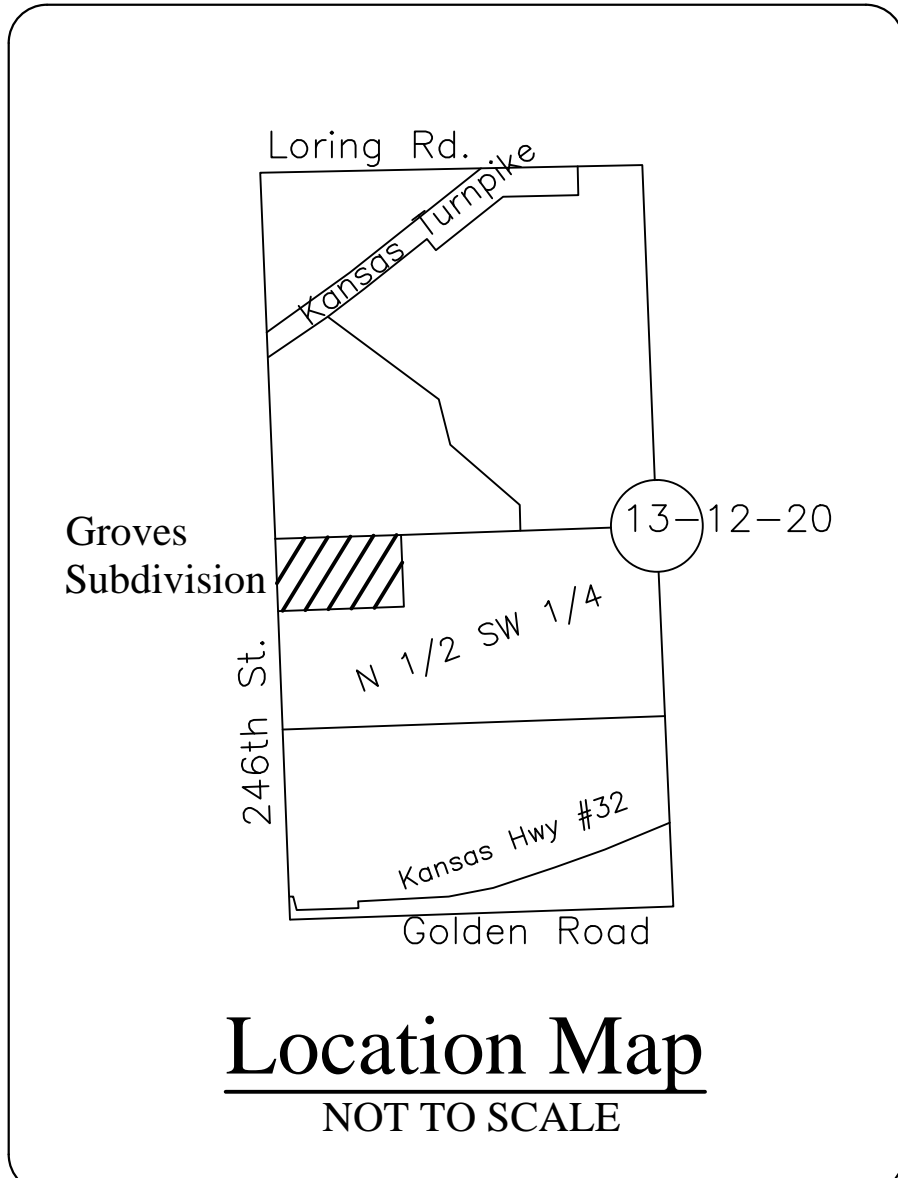 Loring Rd.
Kansas Turnpike
13-12-20
Groves
Subdivision
N 1/2 SW 1/4
246th St.
Kansas Hwy #32
Golden Road
Location Map
NOT TO SCALE